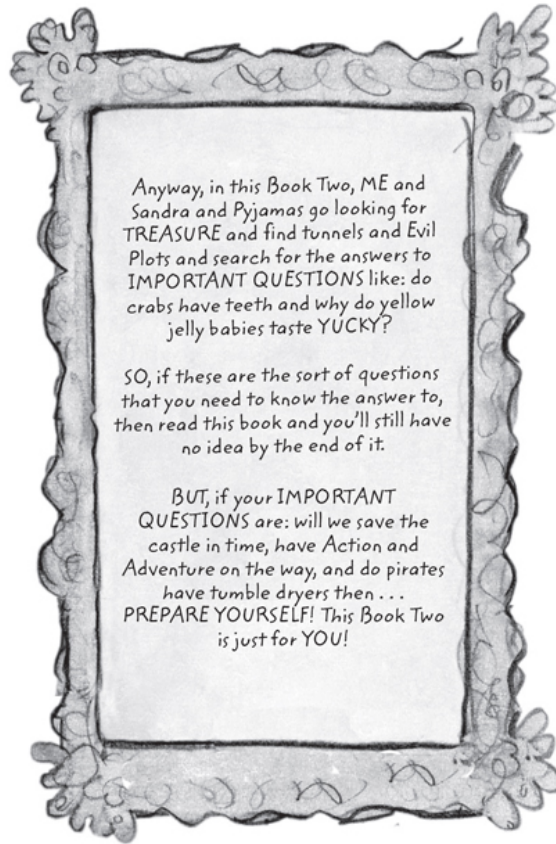 Anyway, in this Book Two, ME and
Sandra and Pyjamas go looking for
TREASURE and find tunnels and Evil
Plots and search for the answers to
IMPORTANT QUESTIONS like: do
crabs have teeth and why do yellow
jelly babies taste YUCKY?
SO, if these are the sort of questions
that you need to know the answer to,
then read this book and you'll still have
no idea by the end of it.
BUT, if your IMPORTANT
QUESTIONS are: will we save the
castle in time, have Action and
Adventure on the way, and do pirates
have tumble dryers then . . .
PREPARE YOURSELF! This Book Two
is just for YOU!